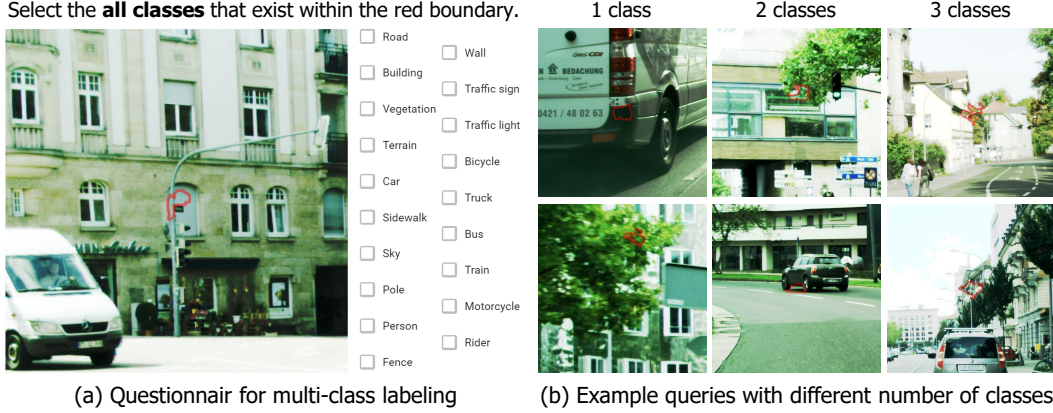 Select the all classes that exist within the red boundary.
Road
Building
Vegetation
Terrain
Car
Sidewalk
Sky
Pole
Person
Fence
Wall
Traffic sign
Traffic light
Bicycle
Truck
Bus
Train
Motorcycle
Rider
(a) Questionnair for multi-class labeling
1 class
2 classes
3 classes
CDI
BEDACHUNG
0421 / 48 02 63
(b) Example queries with different number of classes